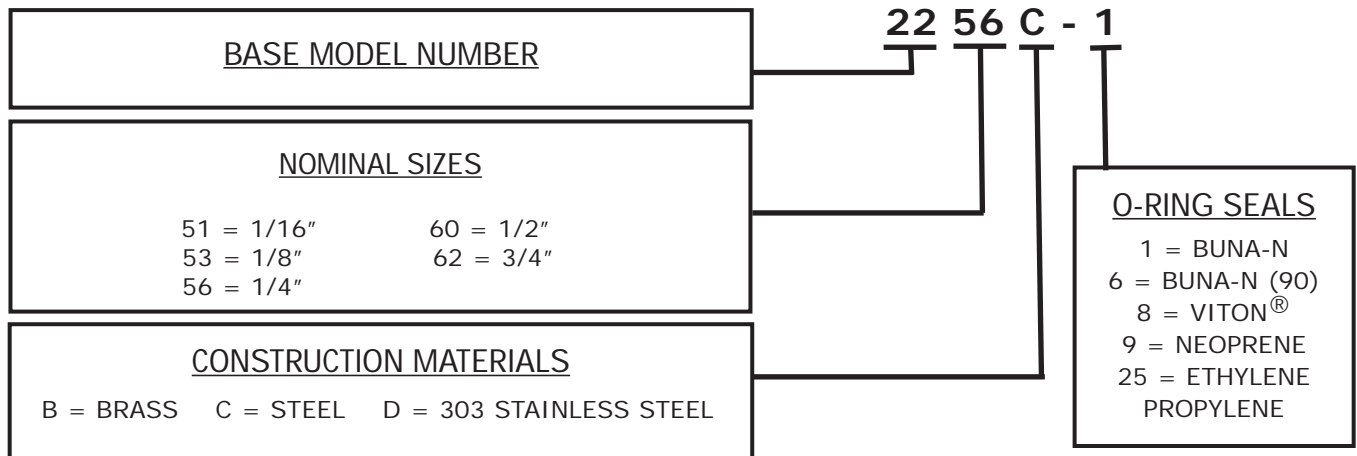 22 56 C - 1
BASE MODEL NUMBER
NOMINAL SIZES
51 = 1/16" 60 = 1/2"
53 = 1/8" 62 = 3/4"
56 = 1/4"
CONSTRUCTION MATERIALS
B = BRASS C = STEEL D = 303 STAINLESS STEEL
O-RING SEALS
1 = BUNA-N
6 = BUNA-N (90)
8 = VITON®
9 = NEOPRENE
25 = ETHYLENE
PROPYLENE